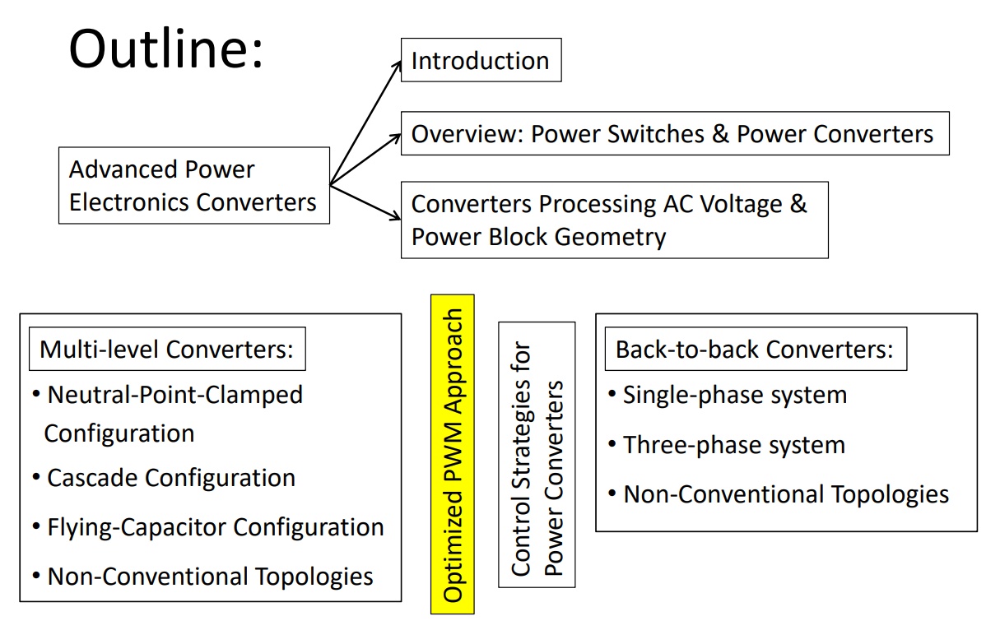 Outline:
Introduction
Overview: Power Switches & Power Converters
Advanced Power
Electronics Converters
Converters Processing AC Voltage &
Power Block Geometry
Multi-level Converters:
• Neutral-Point-Clamped
Configuration
• Cascade Configuration
• Flying-Capacitor Configuration
• Non-Conventional Topologies
Optimized PWM Approach
Control Strategies for
Power Converters
Back-to-back Converters:
• Single-phase system
• Three-phase system
• Non-Conventional Topologies